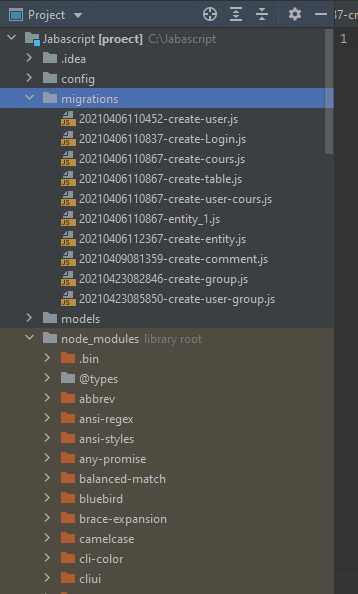 Project
37-cr
Jabascript [proect] C:\Jabascript
1
.idea
config
migrations
20210406110452-create-user.js
20210406110837-create-Login.js
20210406110867-create-cours.js
20210406110867-create-table.js
20210406110867-create-user-cours.js
20210406110867-entity_1.js
20210406112367-create-entity.js
20210409081359-create-comment.js
20210423082846-create-group.js
20210423085850-create-user-group.js
models
node_modules library root
.bin
@types
abbrev
ansi-regex
ansi-styles
any-promise
balanced-match
bluebird
brace-expansion
camelcase
cli-color
cliui